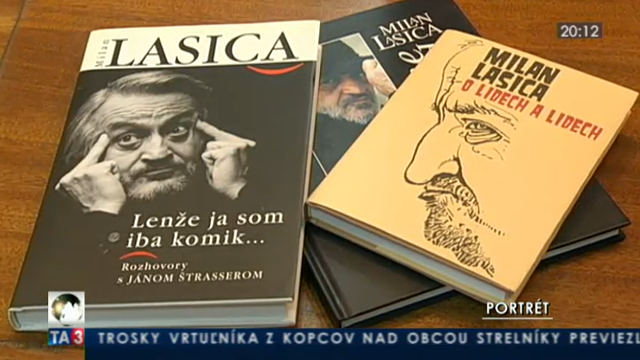 20:12
Milan
LASICA
Lenže ja som
iba komik...
Rozhovory
s JÁNOM ŠTRASSEROM
MILAN
LASICA
MILAN
LASICA
O LIDECH A LIDECH
PORTRÉT
TA3
TROSKY VRTUĽNÍKA Z KOPCOV NAD OBCOU STRELNÍKY PREVIEZL